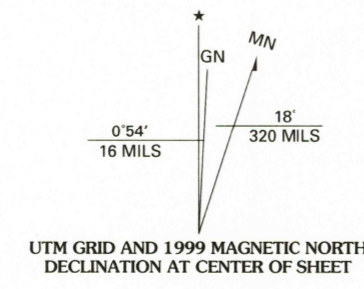 ★
GN
MN
0°54′
16 MILS
18°
320 MILS
UTM GRID AND 1999 MAGNETIC NORTH
DECLINATION AT CENTER OF SHEET